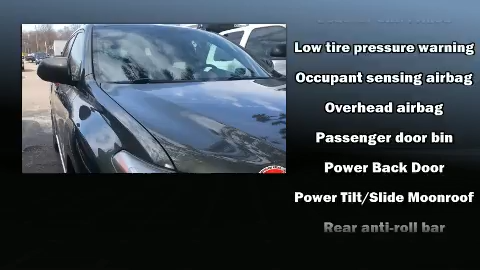 Low tire pressure warning
Occupant sensing airbag
Overhead airbag
Passenger door bin
Power Back Door
Power Tilt/Slide Moonroof
Rear anti-roll bar